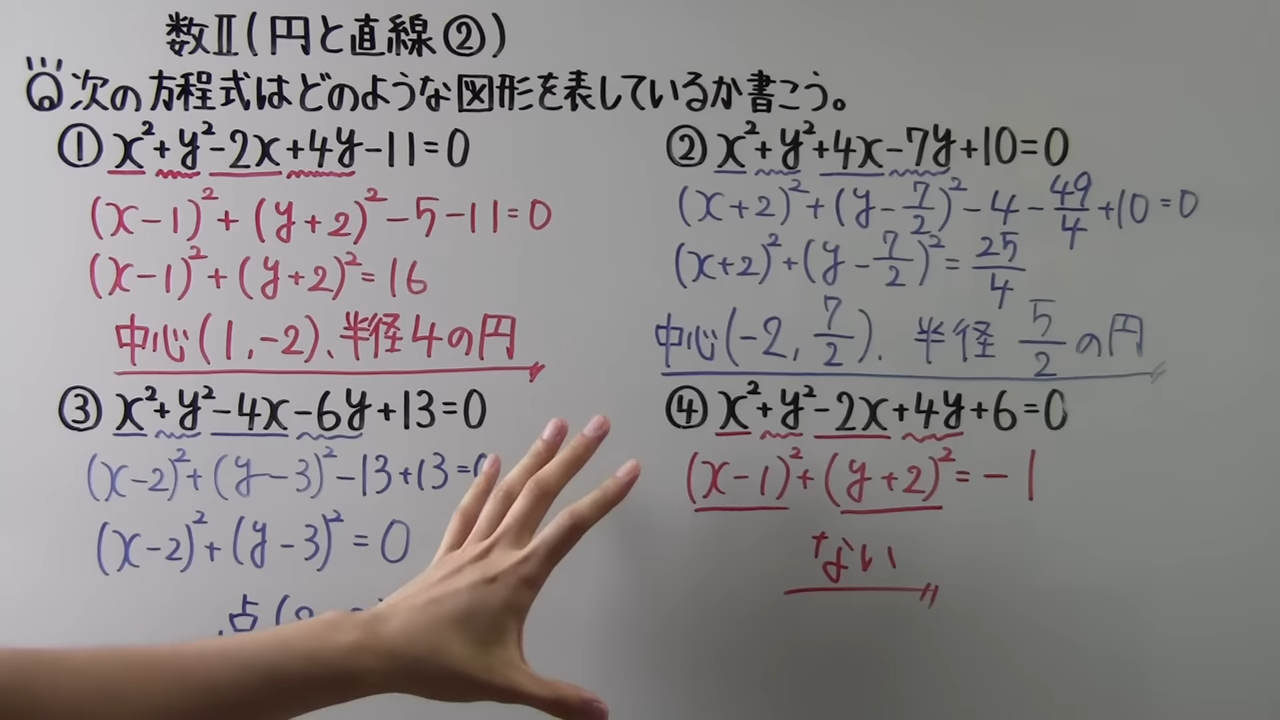 数Ⅱ(円と直線②)
次の方程式はどのような図形を表しているか書こう。
① x²+y²-2x+4y-11=0
(x-1)²+(y+2)²-5-11=0
(x-1)²+(y+2)²=16
中心(1,-2)、半径4の円
② x²+y²+4x-7y+10=0
(x+2)²+(y-7/2)²-4-49/4+10=0
(x+2)²+(y-7/2)²=25/4
中心(-2,7/2)、半径5/2の円
③ x²+y²-4x-6y+13=0
(x-2)²+(y-3)²-13+13=
(x-2)²+(y-3)²=0
点(
④ x²+y²-2x+4y+6=0
(x-1)²+(y+2)²=-1
ない